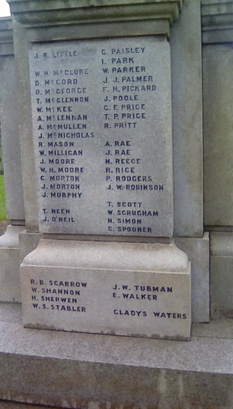 J. R. LITTLE
W. H. McCLURE
D. McCORD
D. McGEORGE
T. McGLENNON
W. McKEE
A. McLENNAN
A. McMULLEN
J. McNICHOLAS
R. MASON
W. MILLIGAN
J. MOORE
W. H. MOORE
C. MORTON
J. MORTON
J. MURPHY
T. NEEN
J. O'NEIL
G. PAISLEY
I. PARK
W. PARKER
J. J. PALMER
F. H. PICKARD
J. POOLE
G. F. PRICE
T. P. PRICE
R. PRITT
A. RAE
J. RAE
H. REECE
R. RICE
P. RODGERS
J. W. ROBINSON
T. SCOTT
W. SCRUGHAM
N. SIMON
C. SPOONER
R. B. SCARROW
W. SHANNON
H. SHERWEN
W. S. STABLER
J. W. TUBMAN
E. WALKER
GLADYS WATERS